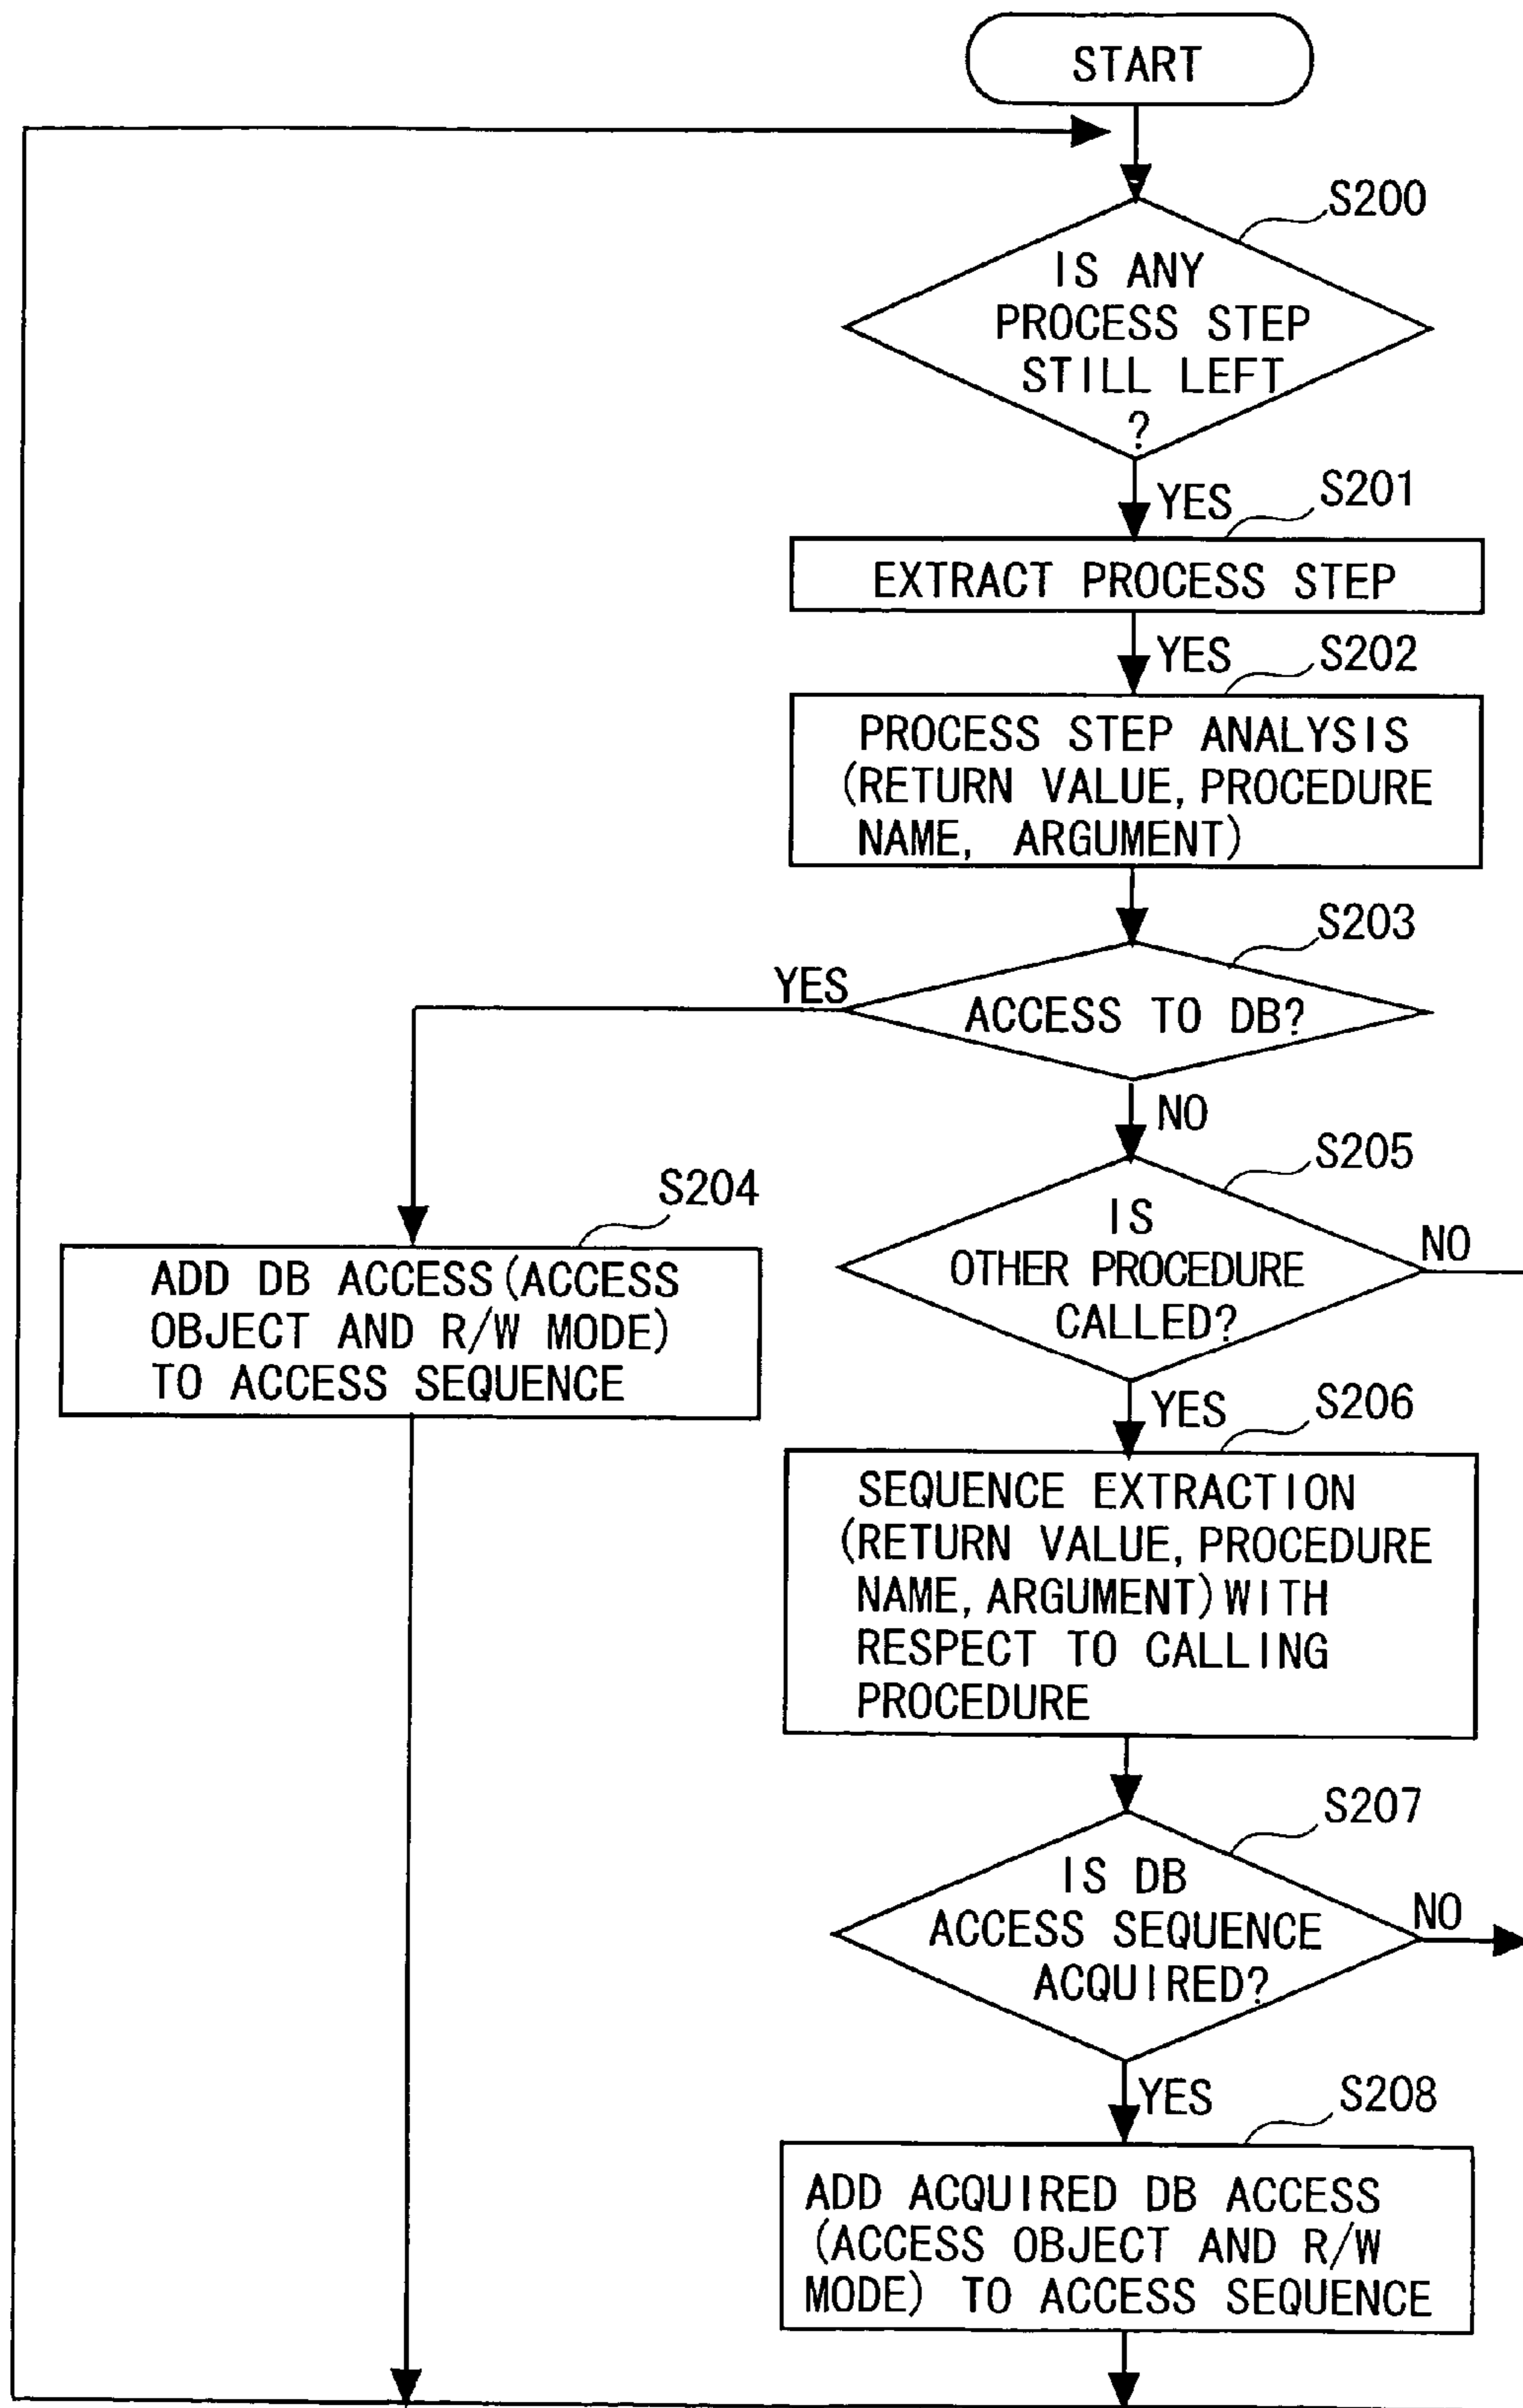 START
S200
IS ANY
PROCESS STEP
STILL LEFT
?
YES
S201
EXTRACT PROCESS STEP
YES
S202
PROCESS STEP ANALYSIS
(RETURN VALUE, PROCEDURE
NAME, ARGUMENT)
S203
YES
ACCESS TO DB?
NO
S204
ADD DB ACCESS(ACCESS
OBJECT AND R/W MODE)
TO ACCESS SEQUENCE
S205
IS
OTHER PROCEDURE
CALLED?
NO
YES
S206
SEQUENCE EXTRACTION
(RETURN VALUE, PROCEDURE
NAME, ARGUMENT)WITH
RESPECT TO CALLING
PROCEDURE
S207
IS DB
ACCESS SEQUENCE
ACQUIRED?
NO
YES
S208
ADD ACQUIRED DB ACCESS
(ACCESS OBJECT AND R/W
MODE) TO ACCESS SEQUENCE